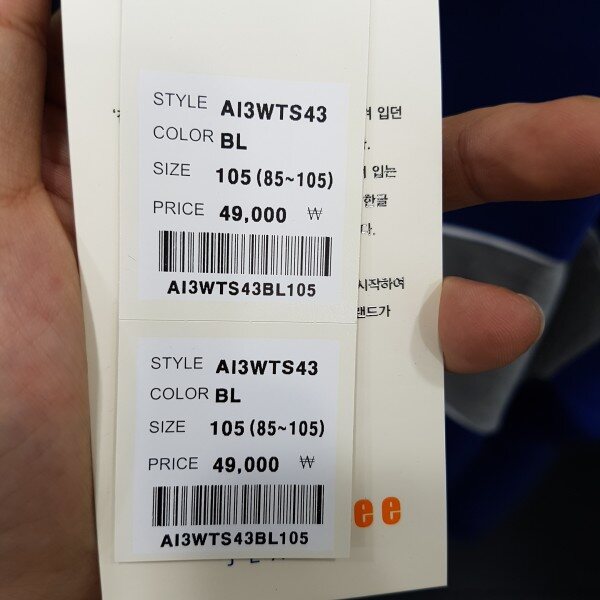 STYLE AI3WTS43
COLOR BL
SIZE 105 (85~105)
PRICE 49,000 ₩
AI3WTS43BL105
입던
입는
한글
다.
시작하여
랜드가
STYLE AI3WTS43
COLOR BL
SIZE 105 (85~105)
PRICE 49,000 ₩
AI3WTS43BL105
ee